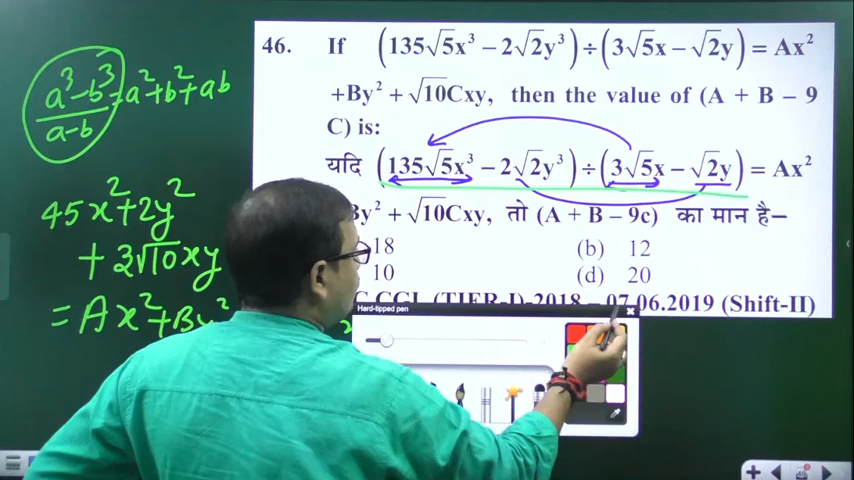 46. If (135√5x³ − 2√2y³) ÷ (3√5x − √2y) = Ax²
+By² + √10Cxy, then the value of (A + B − 9
C) is:
यदि (135√5x³ − 2√2y³) ÷ (3√5x − √2y) = Ax²
By² + √10Cxy, तो (A + B − 9c) का मान है−
18 (b) 12
10 (d) 20
CGL (TIER-I)-2018 − 07.06.2019 (Shift-II)
a³-b³/a-b = a²+b²+ab
45x²+2y²
+3√10xy
=Ax²+By²
Hard-tipped pen